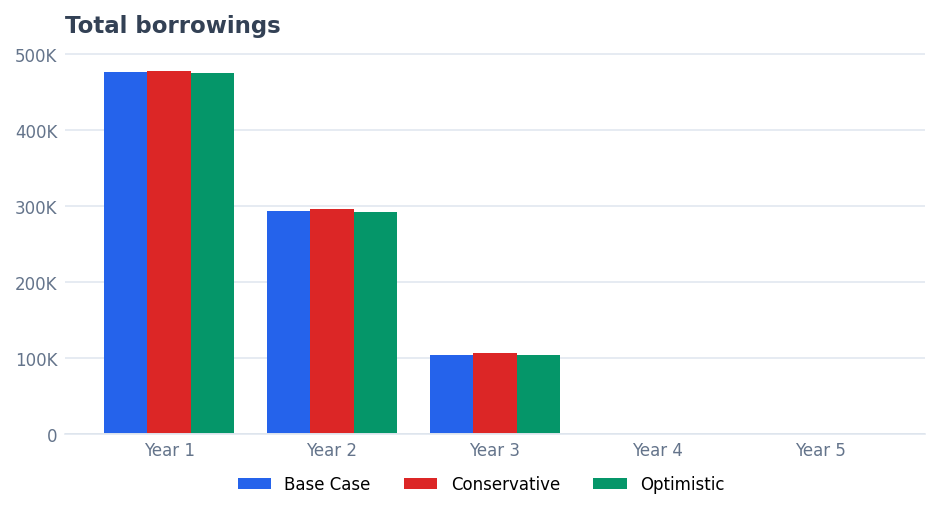 Total borrowings
500K
400K
300K
200K
100K
0
Year 1 Year 2 Year 3 Year 4 Year 5
Base Case Conservative Optimistic